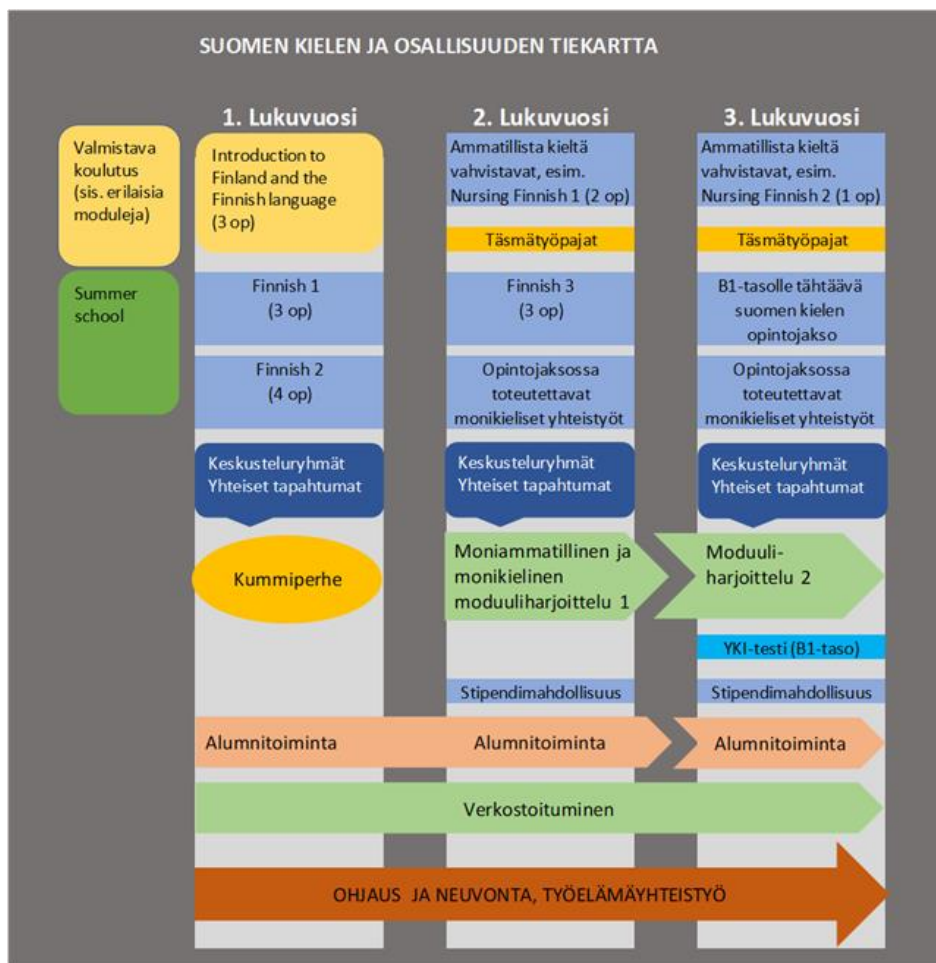 SUOMEN KIELEN JA OSALLISUUDEN TIEKARTTA
1. Lukuvuosi
2. Lukuvuosi
3. Lukuvuosi
Valmistava
koulutus
(sis. erilaisia
moduleja)
Introduction to
Finland and the
Finnish language
(3 op)
Ammatillista kieltä
vahvistavat, esim.
Nursing Finnish 1 (2 op)
Ammatillista kieltä
vahvistavat, esim.
Nursing Finnish 2 (1 op)
Täsmätyöpajat
Täsmätyöpajat
Summer
school
Finnish 1
(3 op)
Finnish 3
(3 op)
B1-tasolle tähtäävä
suomen kielen
opintojakso
Finnish 2
(4 op)
Opintojaksossa
toteutettavat
monikieliset yhteistyöt
Opintojaksossa
toteutettavat
monikieliset yhteistyöt
Keskusteluryhmät
Yhteiset tapahtumat
Keskusteluryhmät
Yhteiset tapahtumat
Keskusteluryhmät
Yhteiset tapahtumat
Kummiperhe
Moniammatillinen ja
monikielinen
moduuliharjoittelu 1
Moduuli-
harjoittelu 2
YKI-testi (B1-taso)
Stipendimahdollisuus
Stipendimahdollisuus
Alumnitoiminta
Alumnitoiminta
Alumnitoiminta
Verkostoituminen
OHJAUS JA NEUVONTA, TYÖELÄMÄYHTEISTYÖ